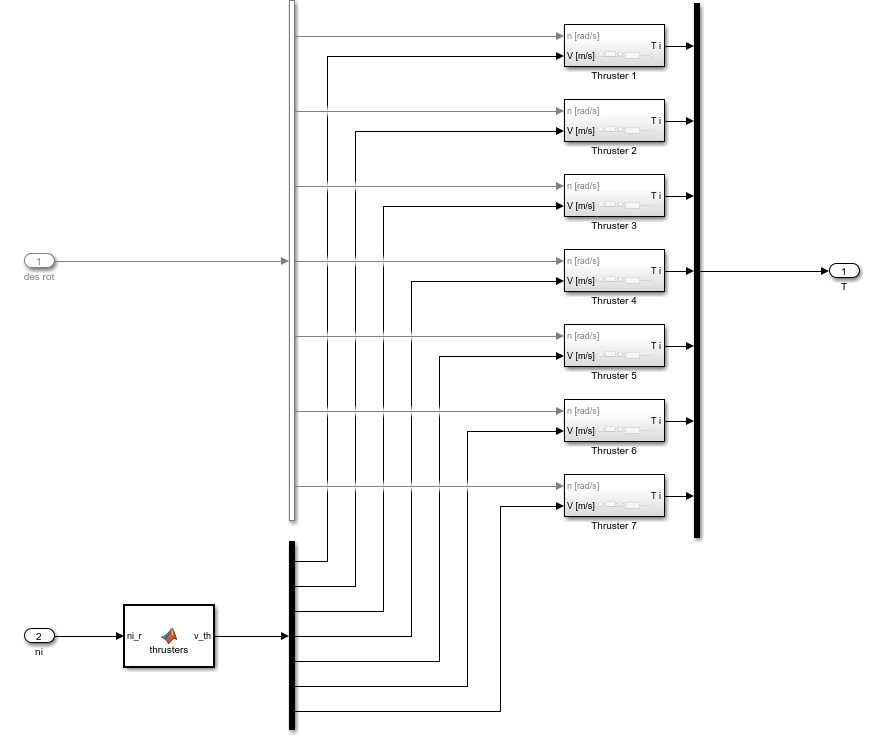 n [rad/s]
V [m/s]
T i
Thruster 1
n [rad/s]
V [m/s]
T i
Thruster 2
n [rad/s]
V [m/s]
T i
Thruster 3
1
des rot
n [rad/s]
V [m/s]
T i
Thruster 4
1
T
n [rad/s]
V [m/s]
T i
Thruster 5
n [rad/s]
V [m/s]
T i
Thruster 6
n [rad/s]
V [m/s]
T i
Thruster 7
2
ni
ni_r
v_th
thrusters